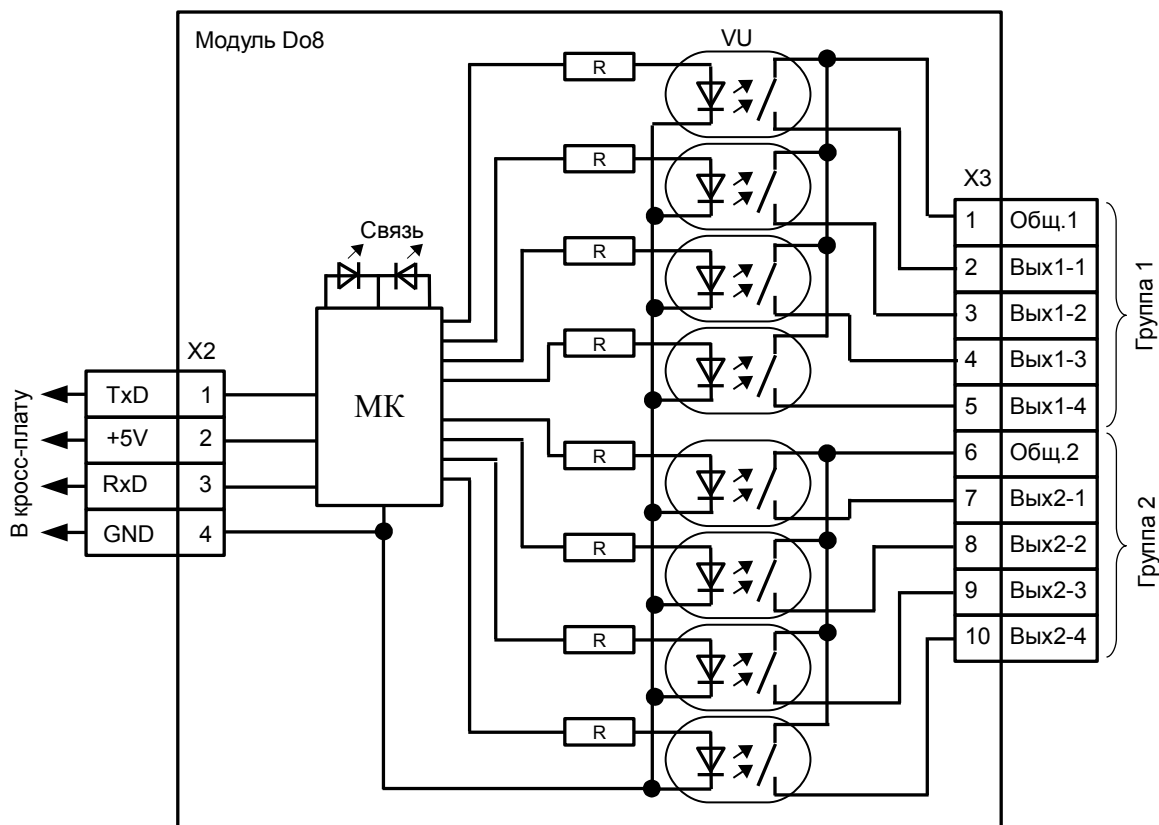 Модуль Do8
VU
R
R
R
R
R
R
R
R
Связь
МК
X2
TxD 1
+5V 2
RxD 3
GND 4
В кросс-плату
X3
1 Общ.1
2 Вых1-1
3 Вых1-2
4 Вых1-3
5 Вых1-4
6 Общ.2
7 Вых2-1
8 Вых2-2
9 Вых2-3
10 Вых2-4
Группа 1
Группа 2